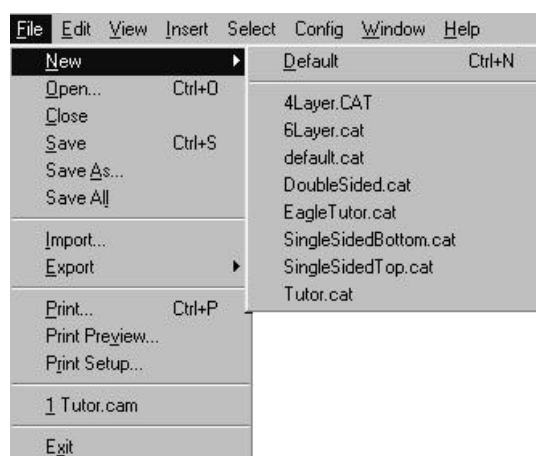 File Edit View Insert Select Config Window Help
New
Open... Ctrl+O
Close
Save Ctrl+S
Save As...
Save All
Import...
Export
Print... Ctrl+P
Print Preview...
Print Setup...
1 Tutor.cam
Exit
Default Ctrl+N
4Layer.CAT
6Layer.cat
default.cat
DoubleSided.cat
EagleTutor.cat
SingleSidedBottom.cat
SingleSidedTop.cat
Tutor.cat